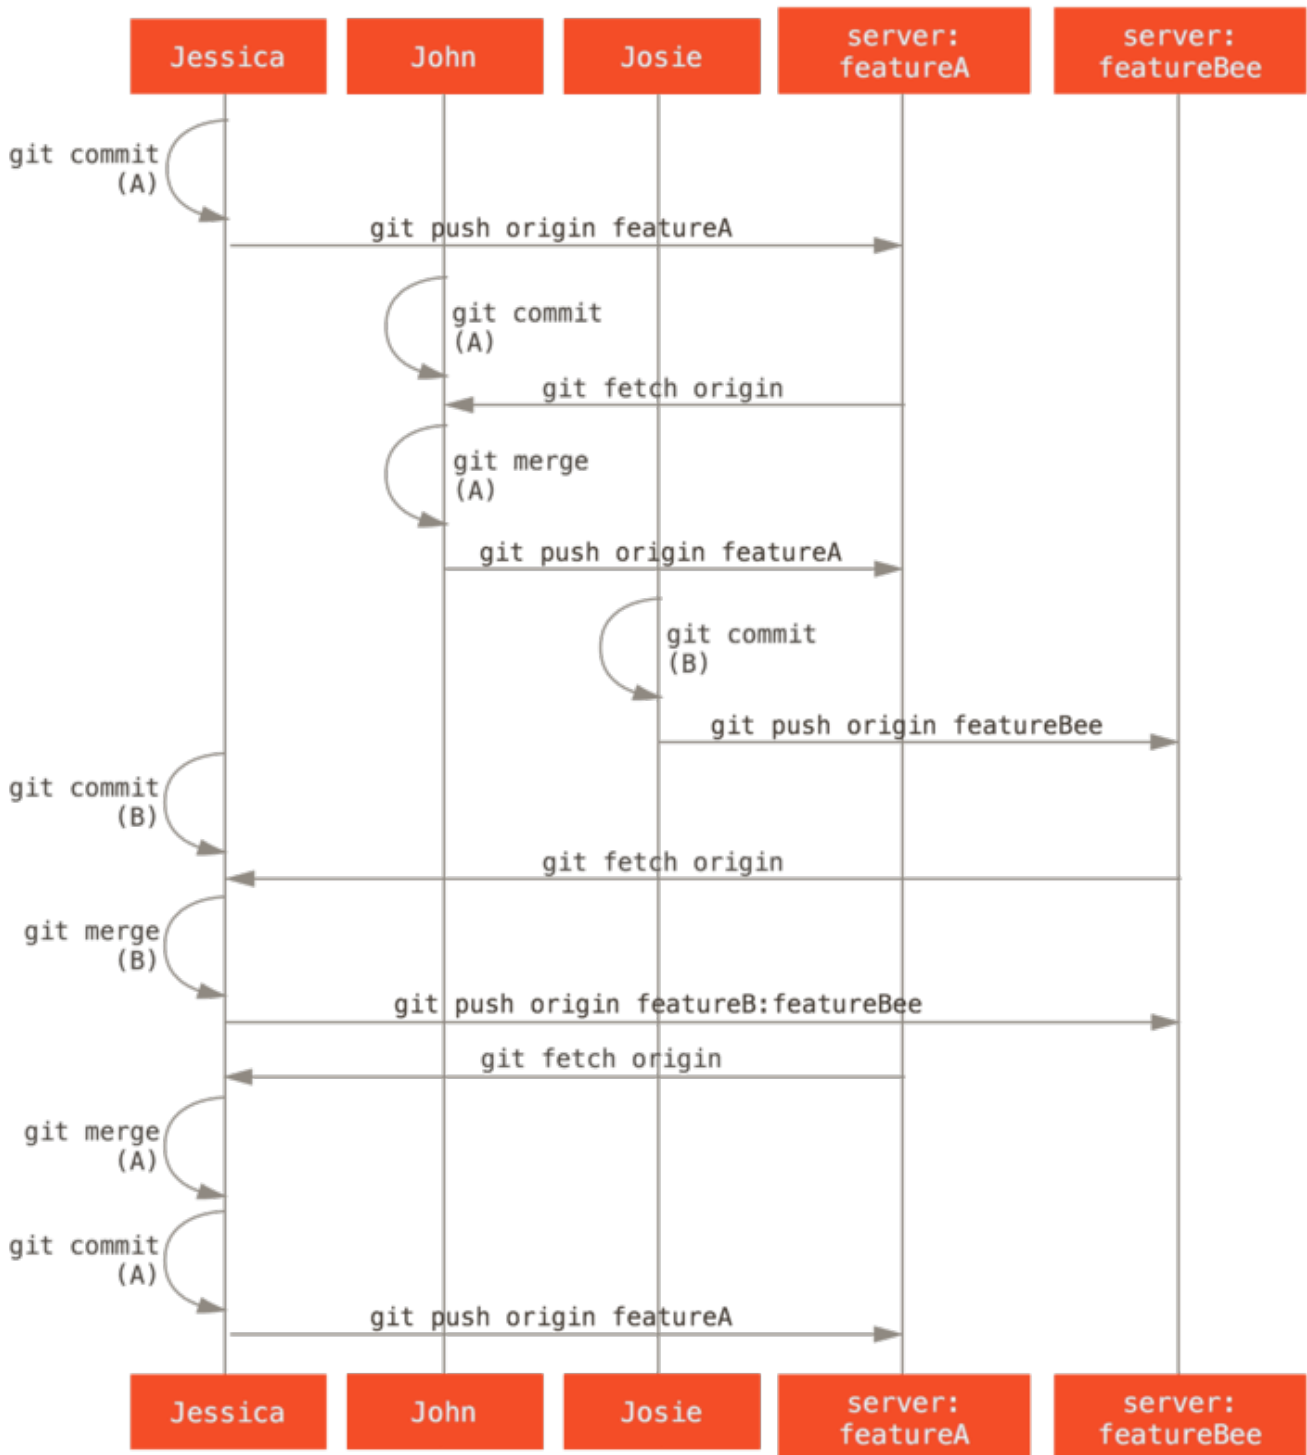 Jessica
John
Josie
server:
featureA
server:
featureBee
git commit
(A)
git push origin featureA
git commit
(A)
git fetch origin
git merge
(A)
git push origin featureA
git commit
(B)
git push origin featureBee
git commit
(B)
git fetch origin
git merge
(B)
git push origin featureB:featureBee
git fetch origin
git merge
(A)
git commit
(A)
git push origin featureA
Jessica
John
Josie
server:
featureA
server:
featureBee